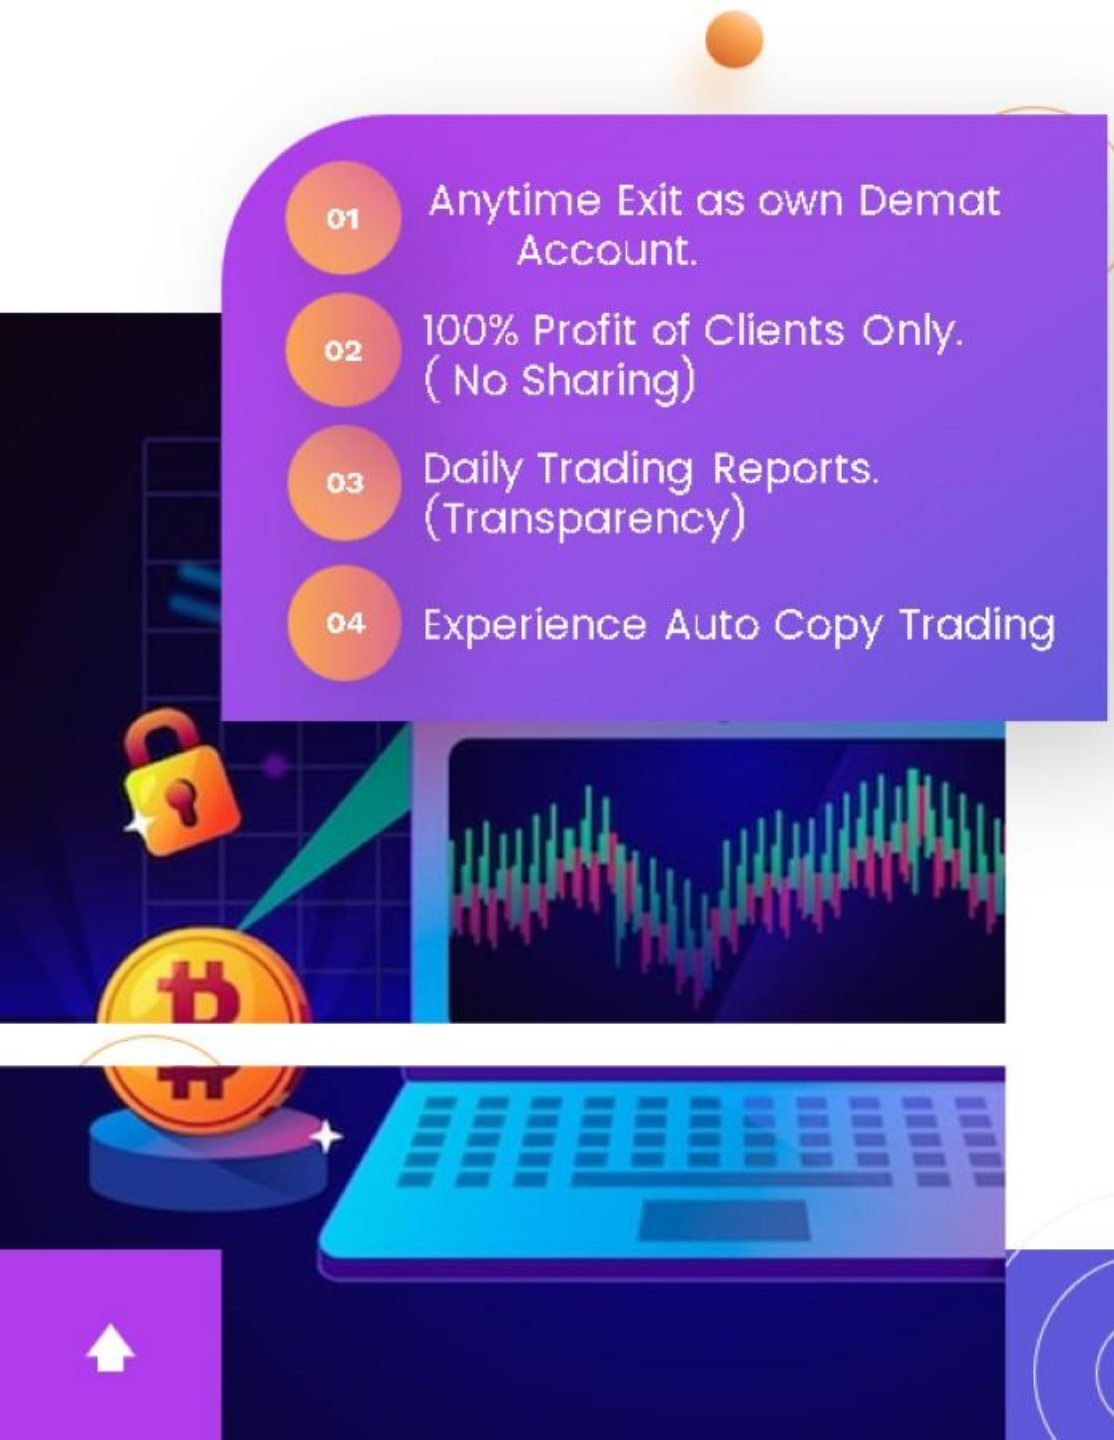 01
Anytime Exit as own Demat
Account.
02
100% Profit of Clients Only.
( No Sharing)
03
Daily Trading Reports.
(Transparency)
04
Experience Auto Copy Trading